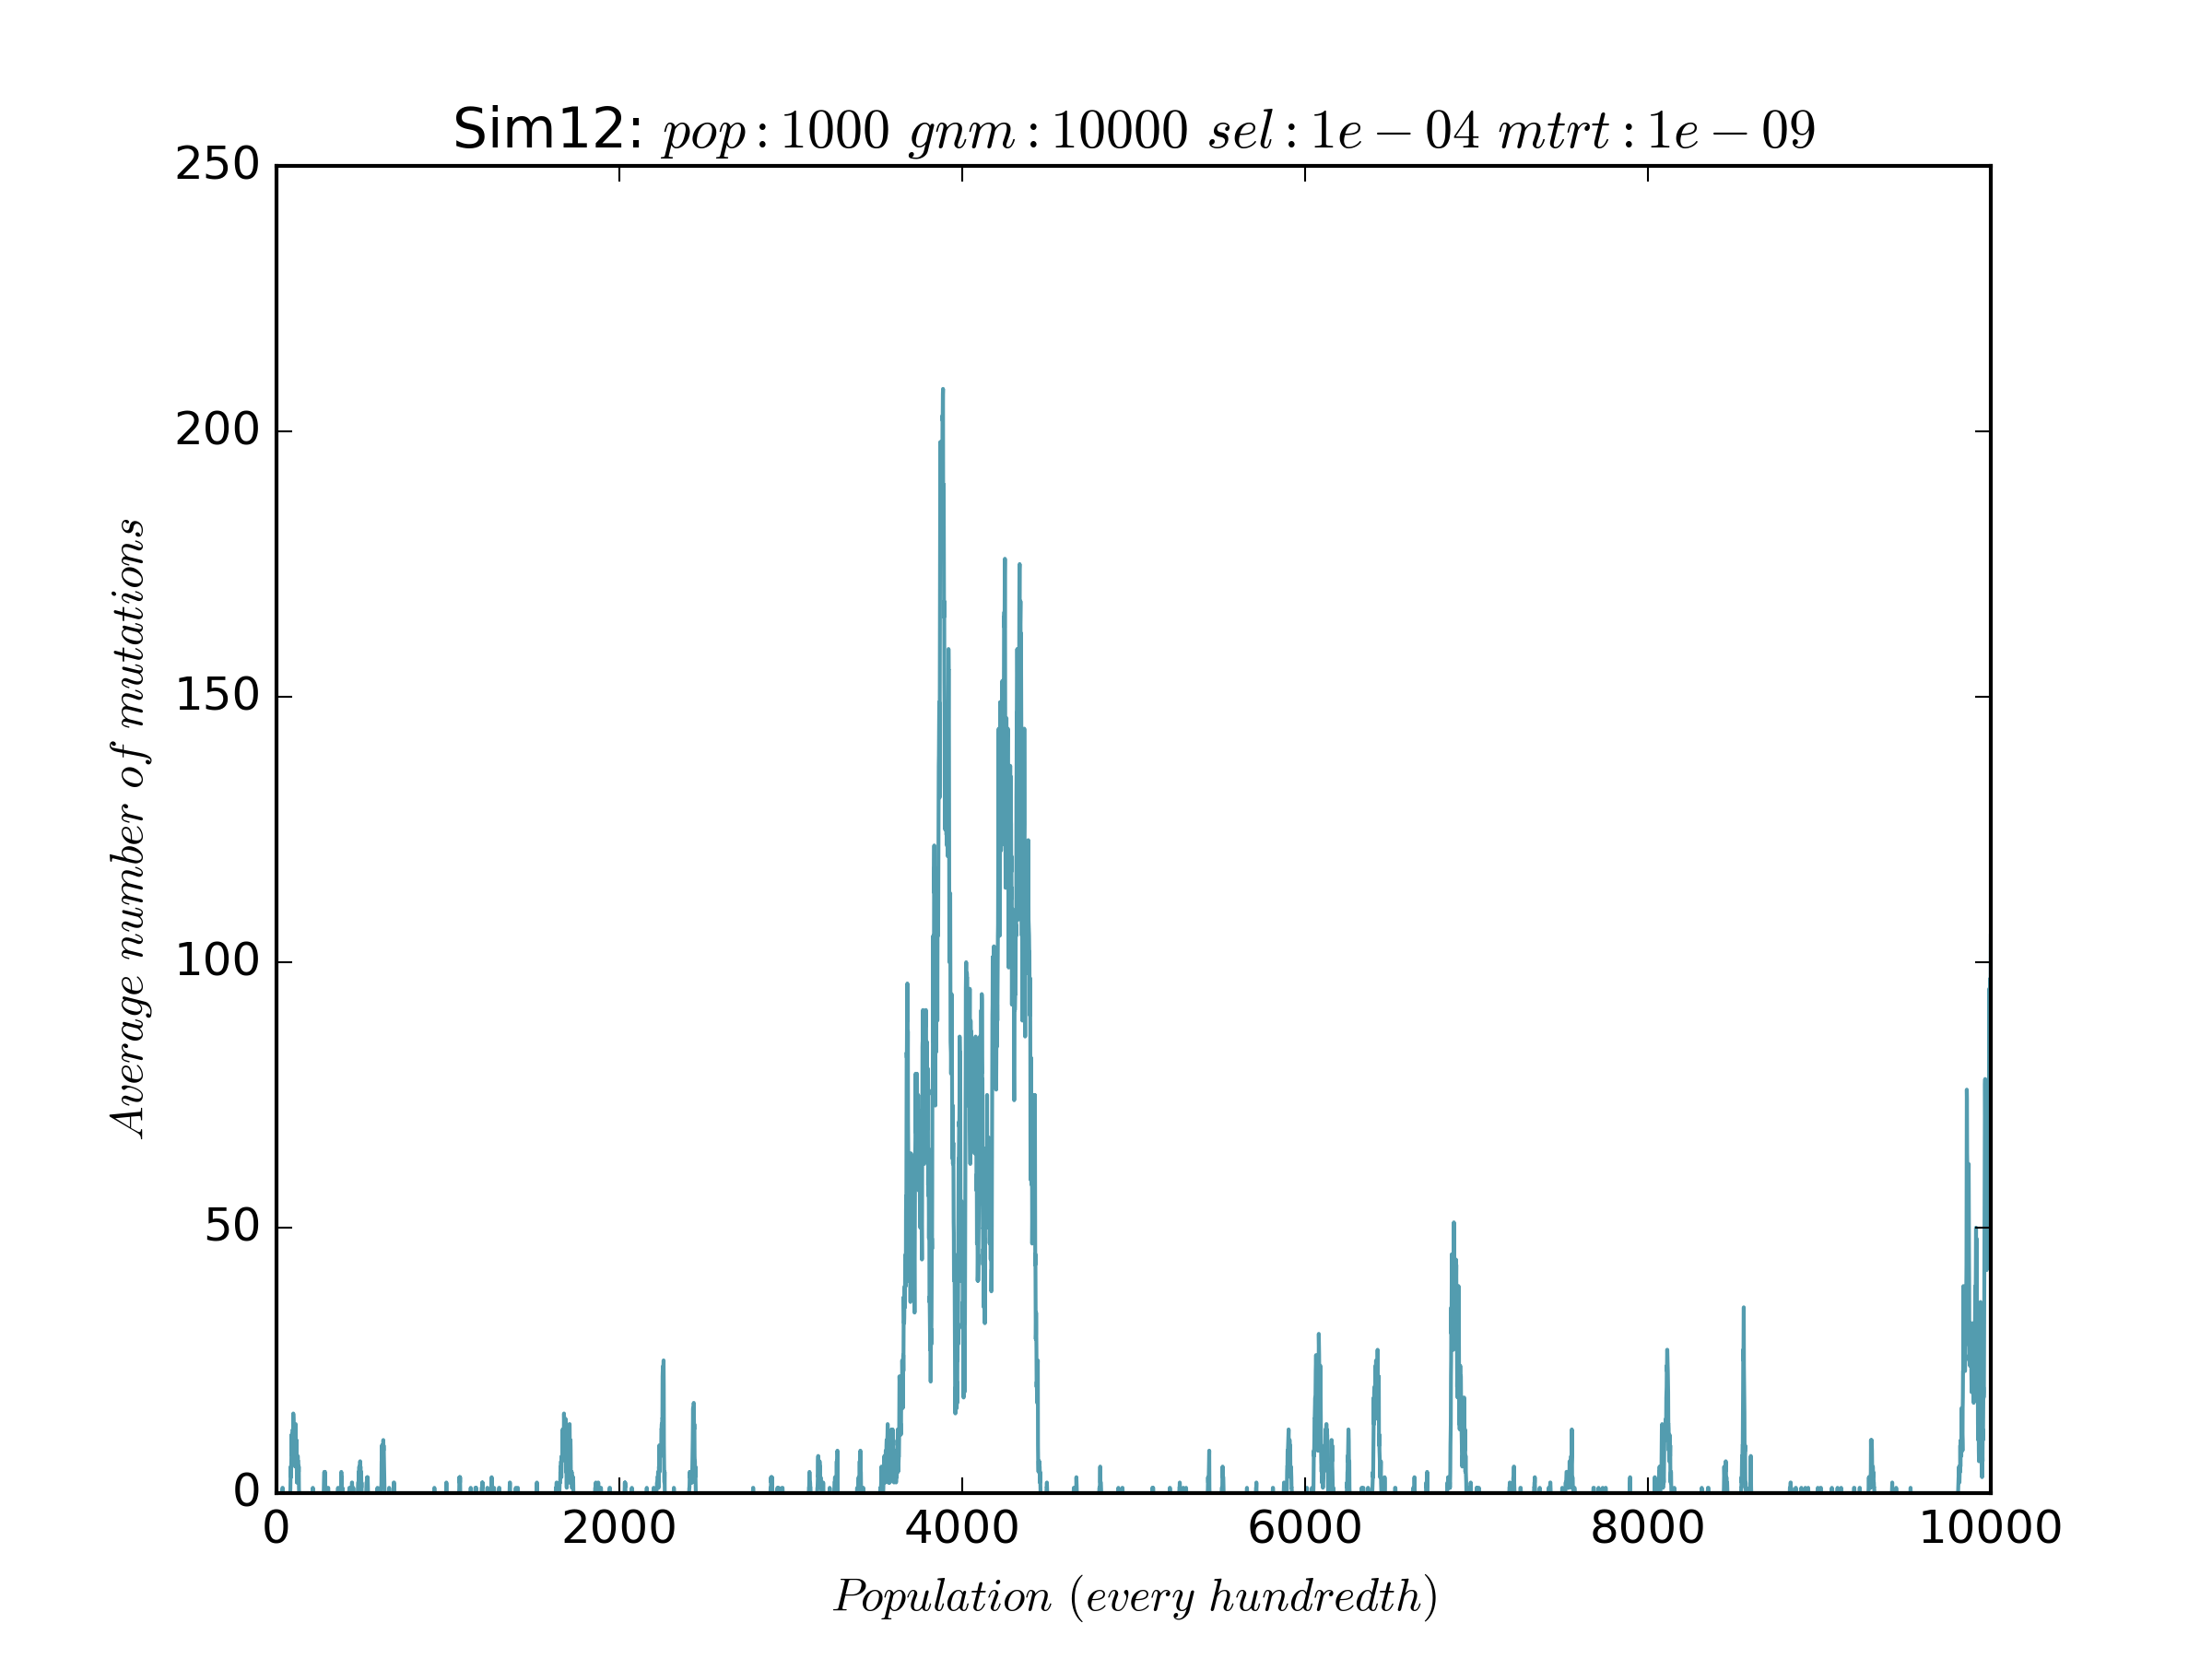 Sim12: pop : 1000 gnm : 10000 sel : 1e − 04 mtrt : 1e − 09
250
200
150
100
50
0
Average number of mutations
0 2000 4000 6000 8000 10000
Population (every hundredth)